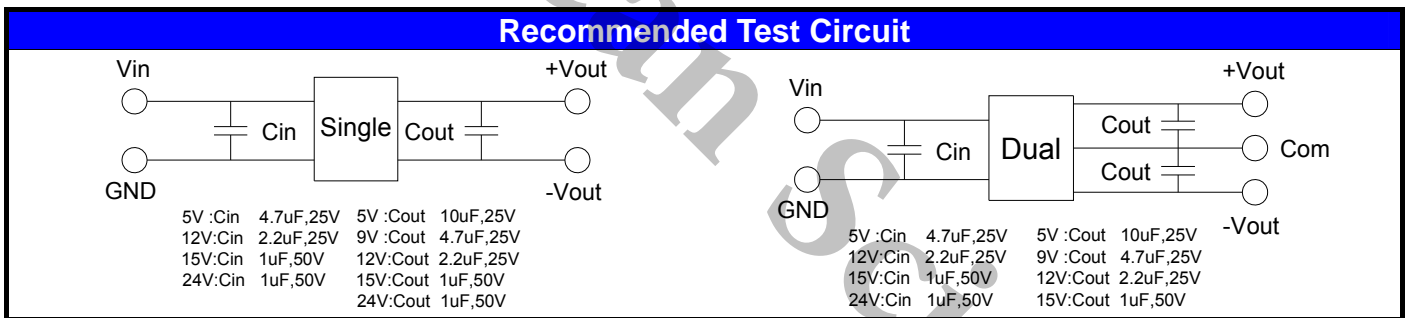 Recommended Test Circuit
Vin
+Vout
Cin
Single
Cout
GND
-Vout
5V :Cin 4.7uF,25V 5V :Cout 10uF,25V
12V:Cin 2.2uF,25V 9V :Cout 4.7uF,25V
15V:Cin 1uF,50V 12V:Cout 2.2uF,25V
24V:Cin 1uF,50V 15V:Cout 1uF,50V
24V:Cout 1uF,50V
Vin
+Vout
Cin
Dual
Cout
Cout
Com
GND
-Vout
5V :Cin 4.7uF,25V 5V :Cout 10uF,25V
12V:Cin 2.2uF,25V 9V :Cout 4.7uF,25V
15V:Cin 1uF,50V 12V:Cout 2.2uF,25V
24V:Cin 1uF,50V 15V:Cout 1uF,50V